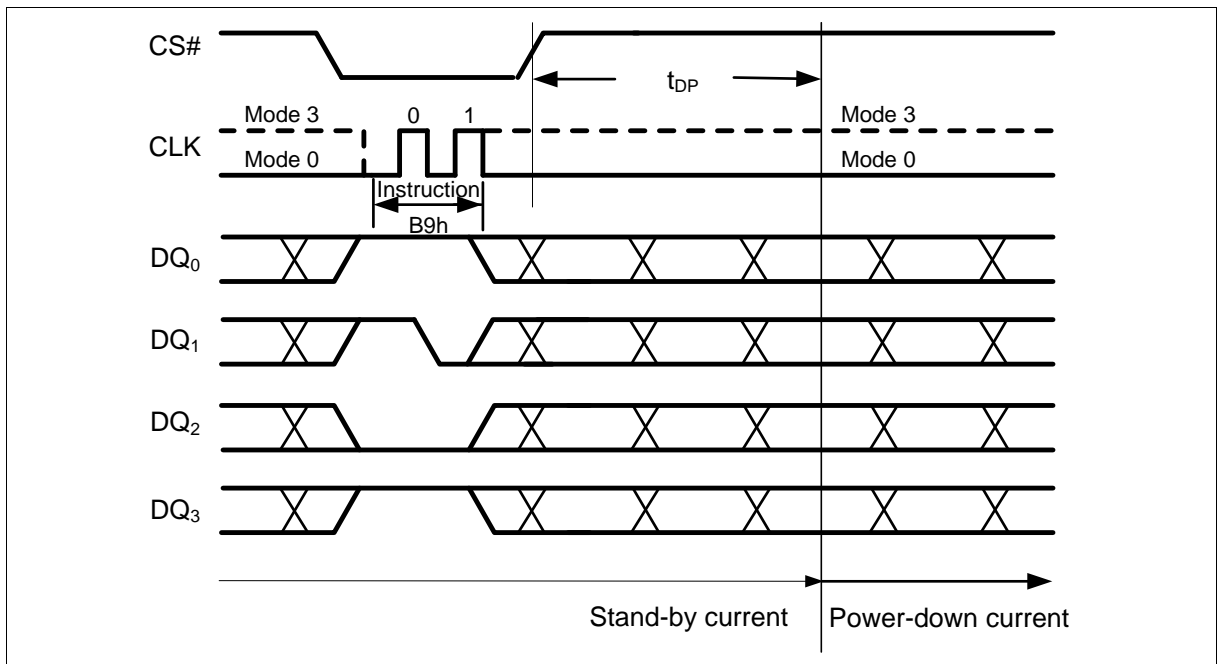 CS#
tDP
Mode 3 0 1 Mode 3
CLK
Mode 0 Mode 0
Instruction
B9h
DQ0
DQ1
DQ2
DQ3
Stand-by current Power-down current